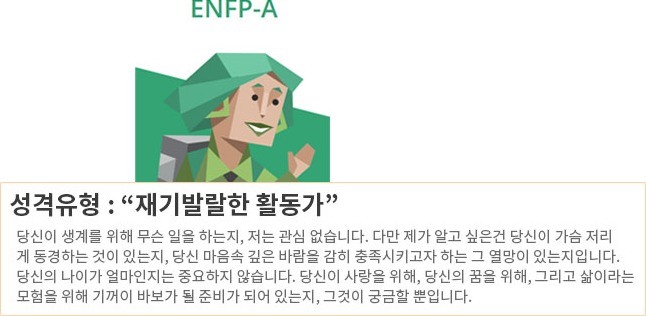 ENFP-A
성격유형 : “재기발랄한 활동가”
당신이 생계를 위해 무슨 일을 하는지, 저는 관심 없습니다. 다만 제가 알고 싶은건 당신이 가슴 저리
게 동경하는 것이 있는지, 당신 마음속 깊은 바람을 감히 충족시키고자 하는 그 열망이 있는지입니다.
당신의 나이가 얼마인지는 중요하지 않습니다. 당신이 사랑을 위해, 당신의 꿈을 위해, 그리고 삶이라는
모험을 위해 기꺼이 바보가 될 준비가 되어 있는지, 그것이 궁금할 뿐입니다.